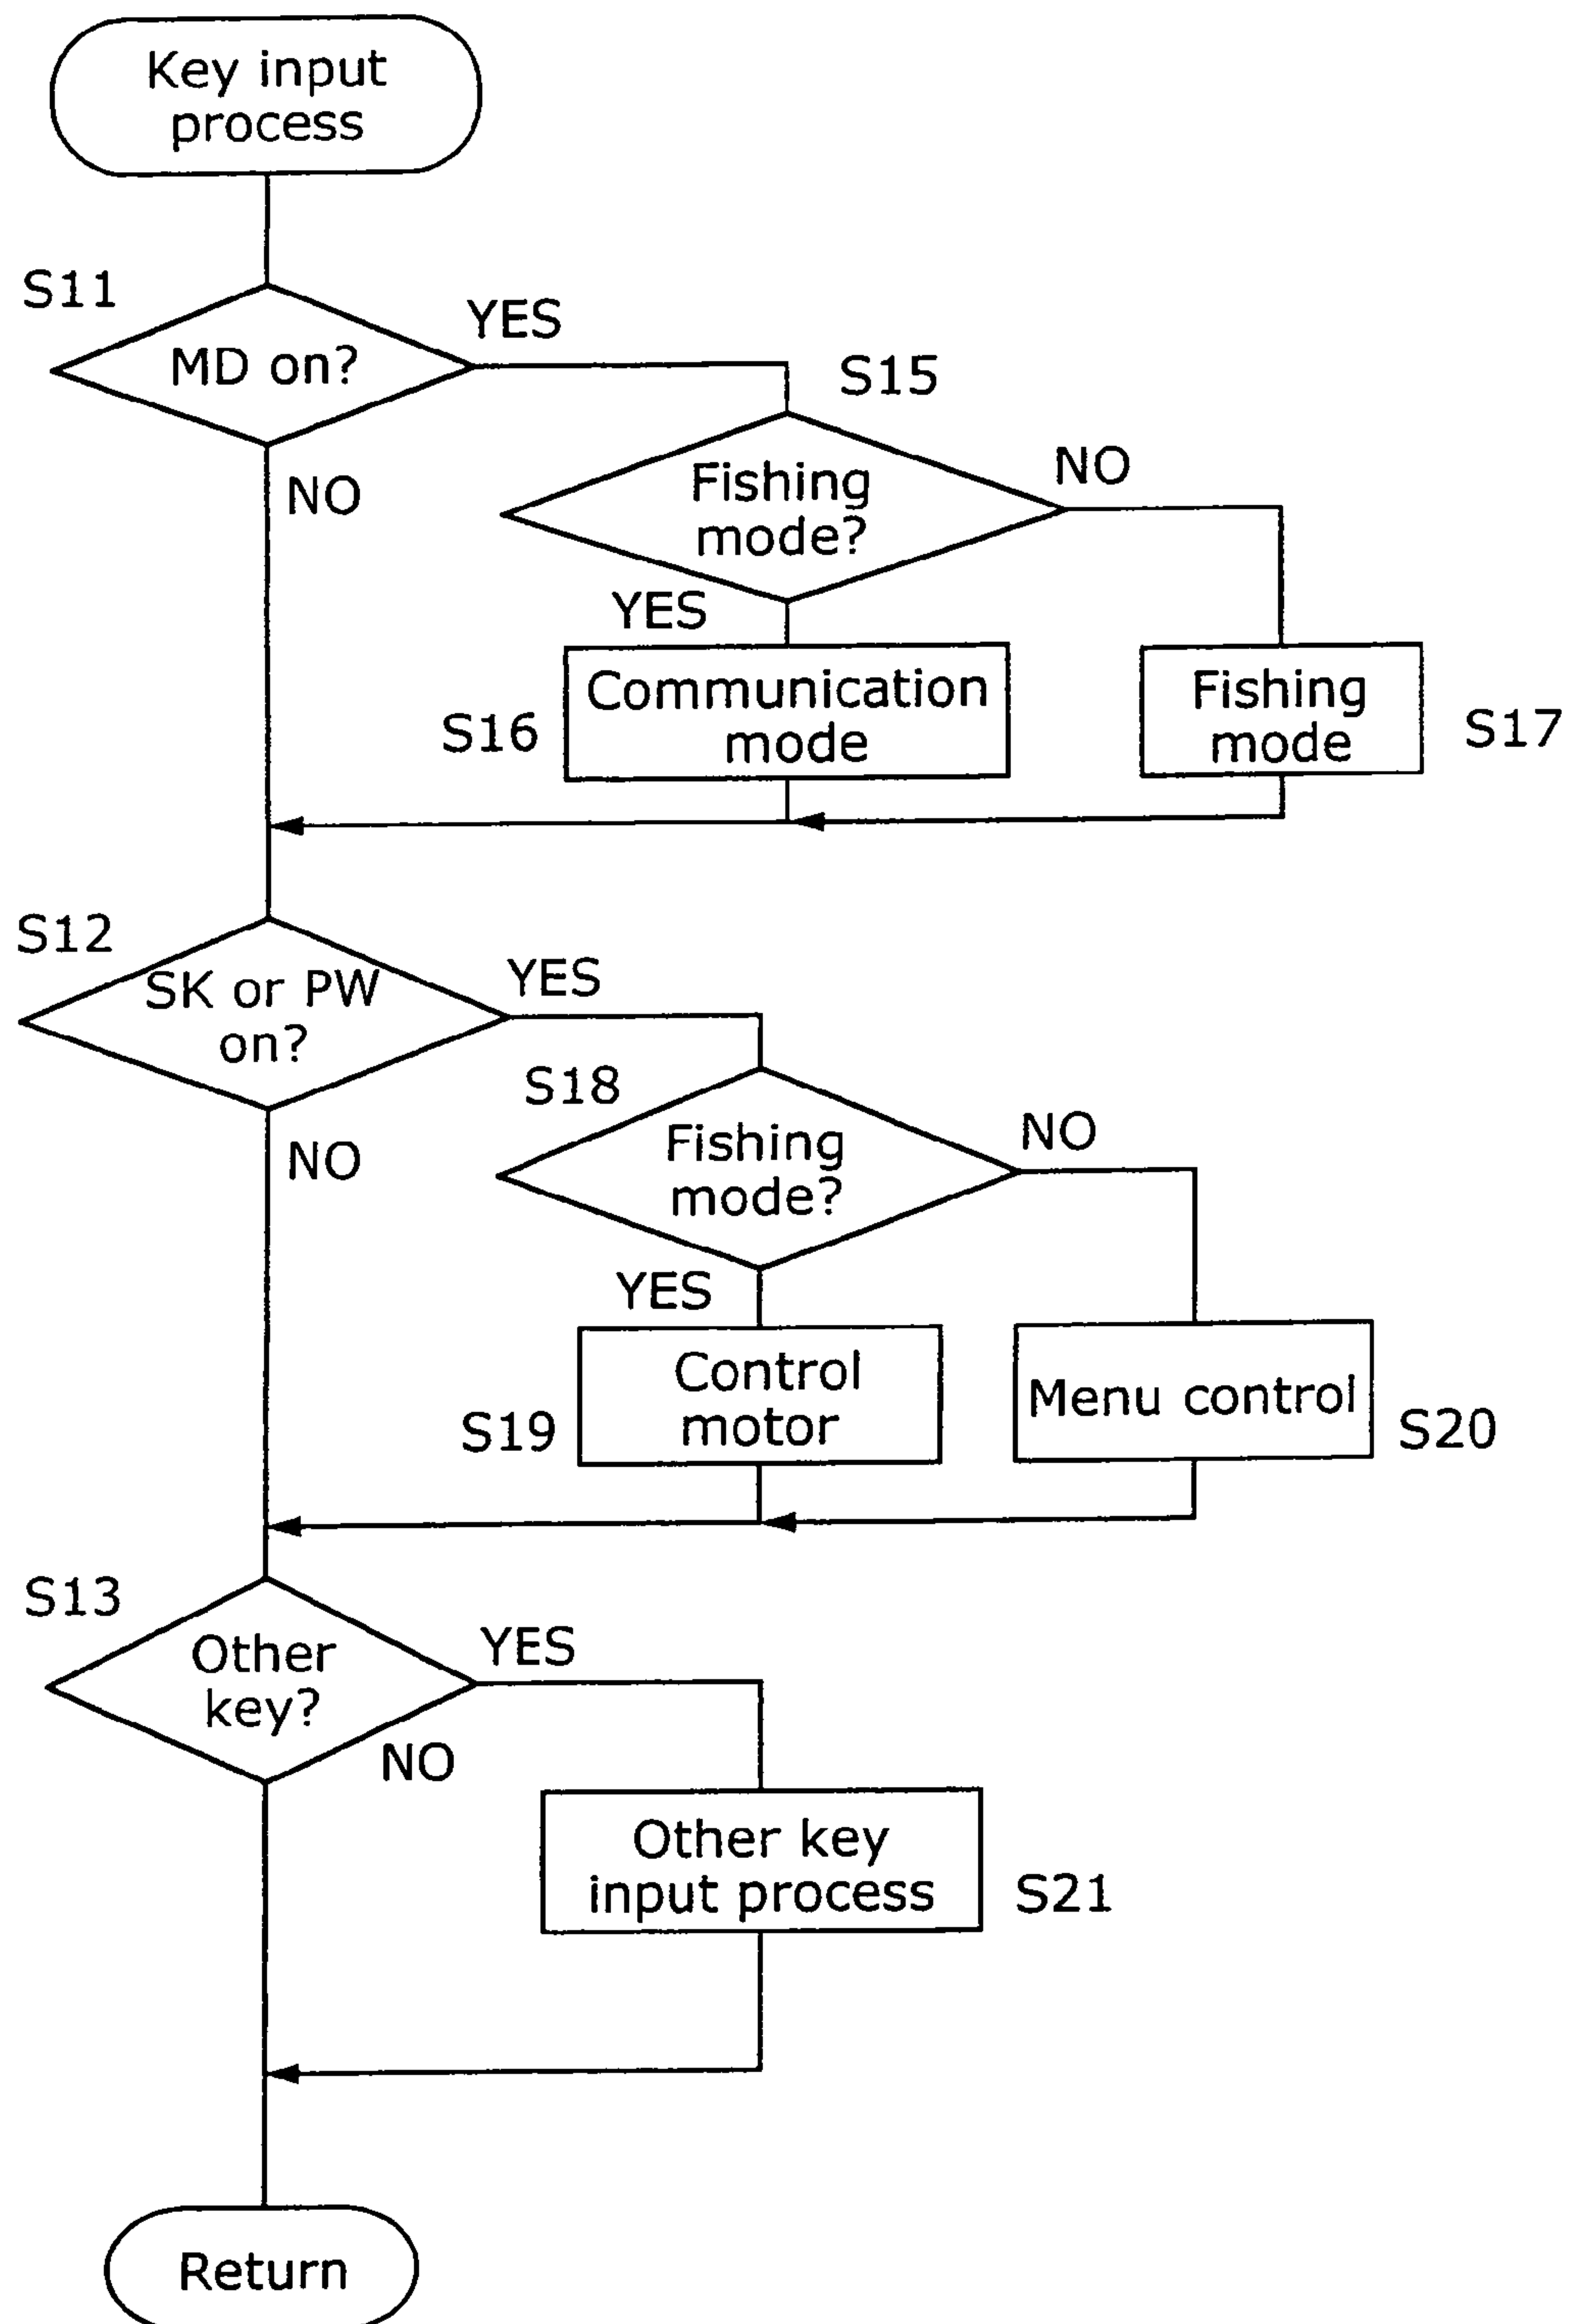 Key input
process
S11
MD on?
YES
NO
S15
Fishing
mode?
NO
YES
Communication
mode
S16
Fishing
mode
S17
S12
SK or PW
on?
YES
NO
S18
Fishing
mode?
NO
YES
Control
motor
S19
Menu control
S20
S13
Other
key?
YES
NO
Other key
input process
S21
Return